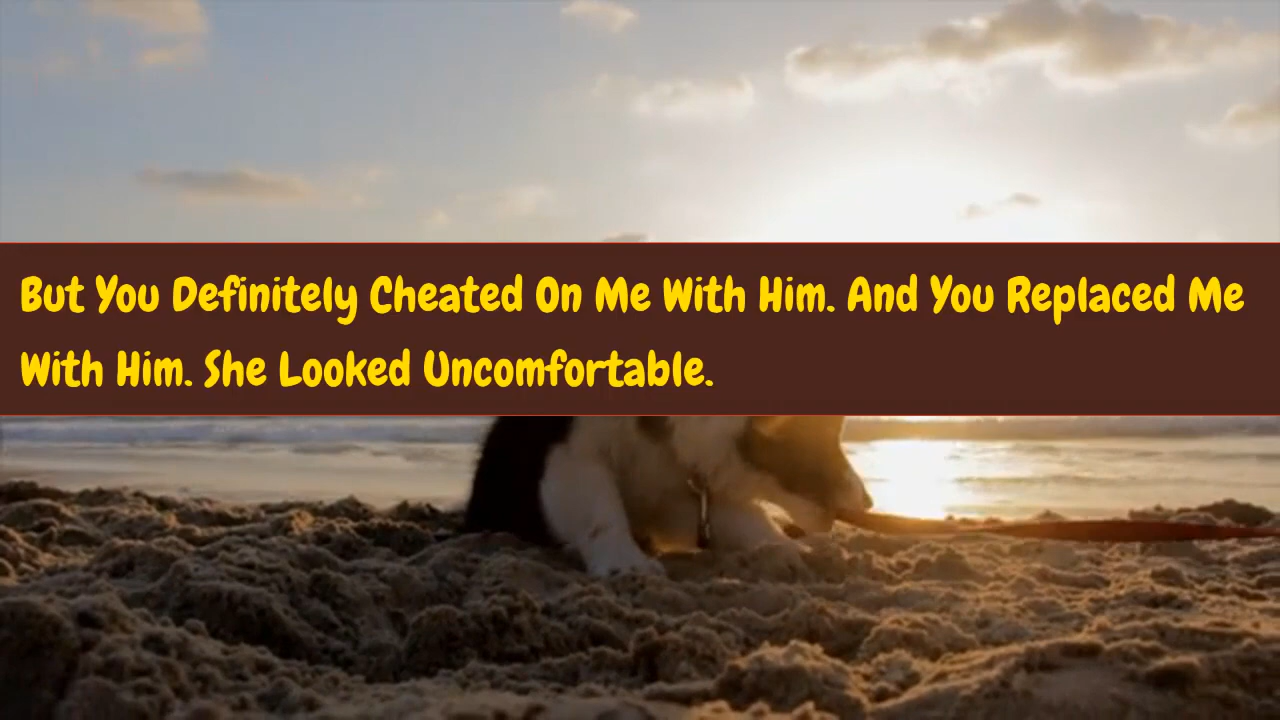 But You Definitely Cheated On Me With Him. And You Replaced Me
With Him. She Looked Uncomfortable.